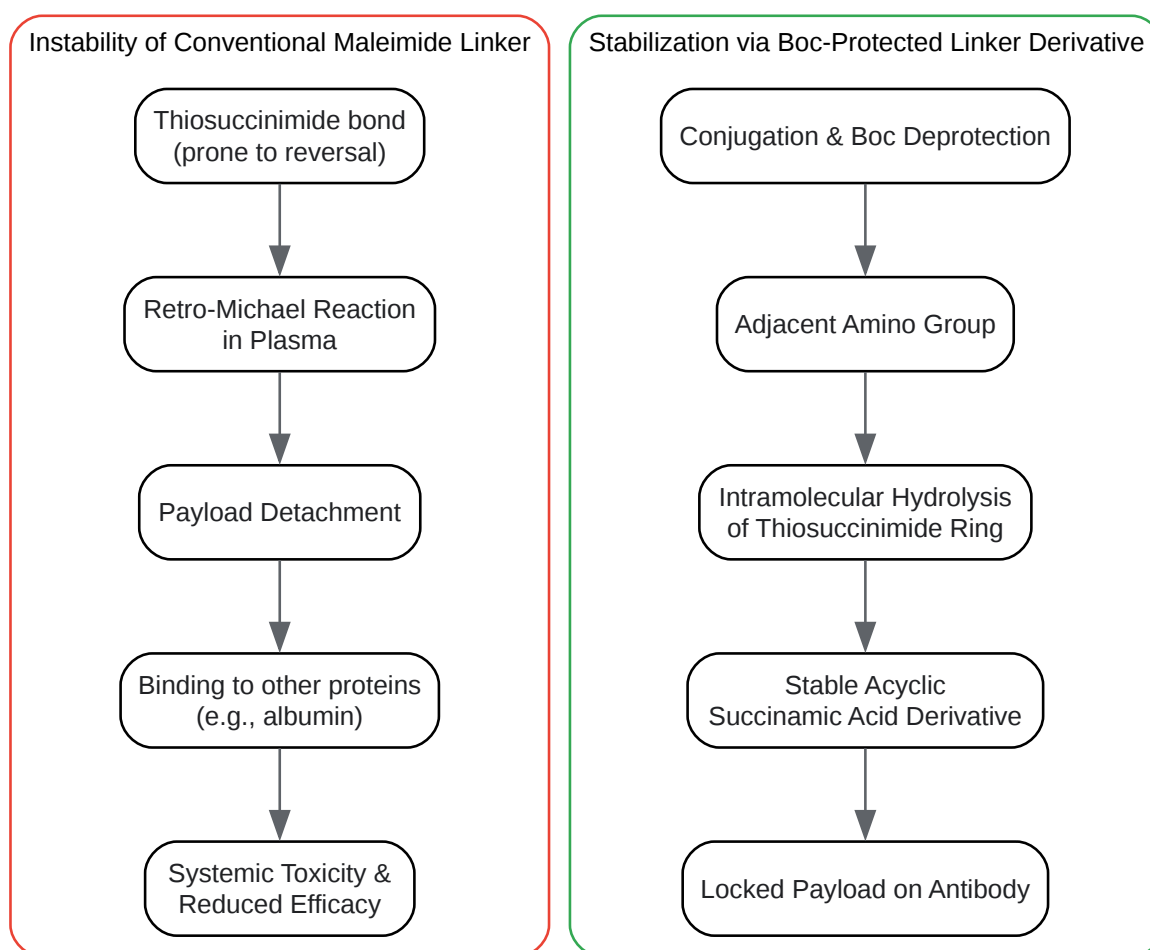 Instability of Conventional Maleimide Linker
Thiosuccinimide bond
(prone to reversal)
Retro-Michael Reaction
in Plasma
Payload Detachment
Binding to other proteins
(e.g., albumin)
Systemic Toxicity &
Reduced Efficacy
Stabilization via Boc-Protected Linker Derivative
Conjugation & Boc Deprotection
Adjacent Amino Group
Intramolecular Hydrolysis
of Thiosuccinimide Ring
Stable Acyclic
Succinamic Acid Derivative
Locked Payload on Antibody